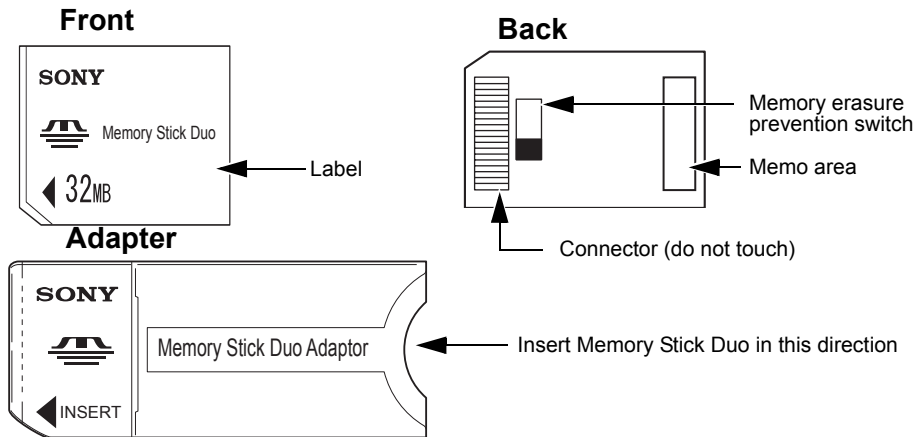 Front
SONY
Memory Stick Duo
32MB
Label
Back
Memory erasure
prevention switch
Memo area
Connector (do not touch)
Adapter
SONY
Memory Stick Duo Adaptor
INSERT
Insert Memory Stick Duo in this direction